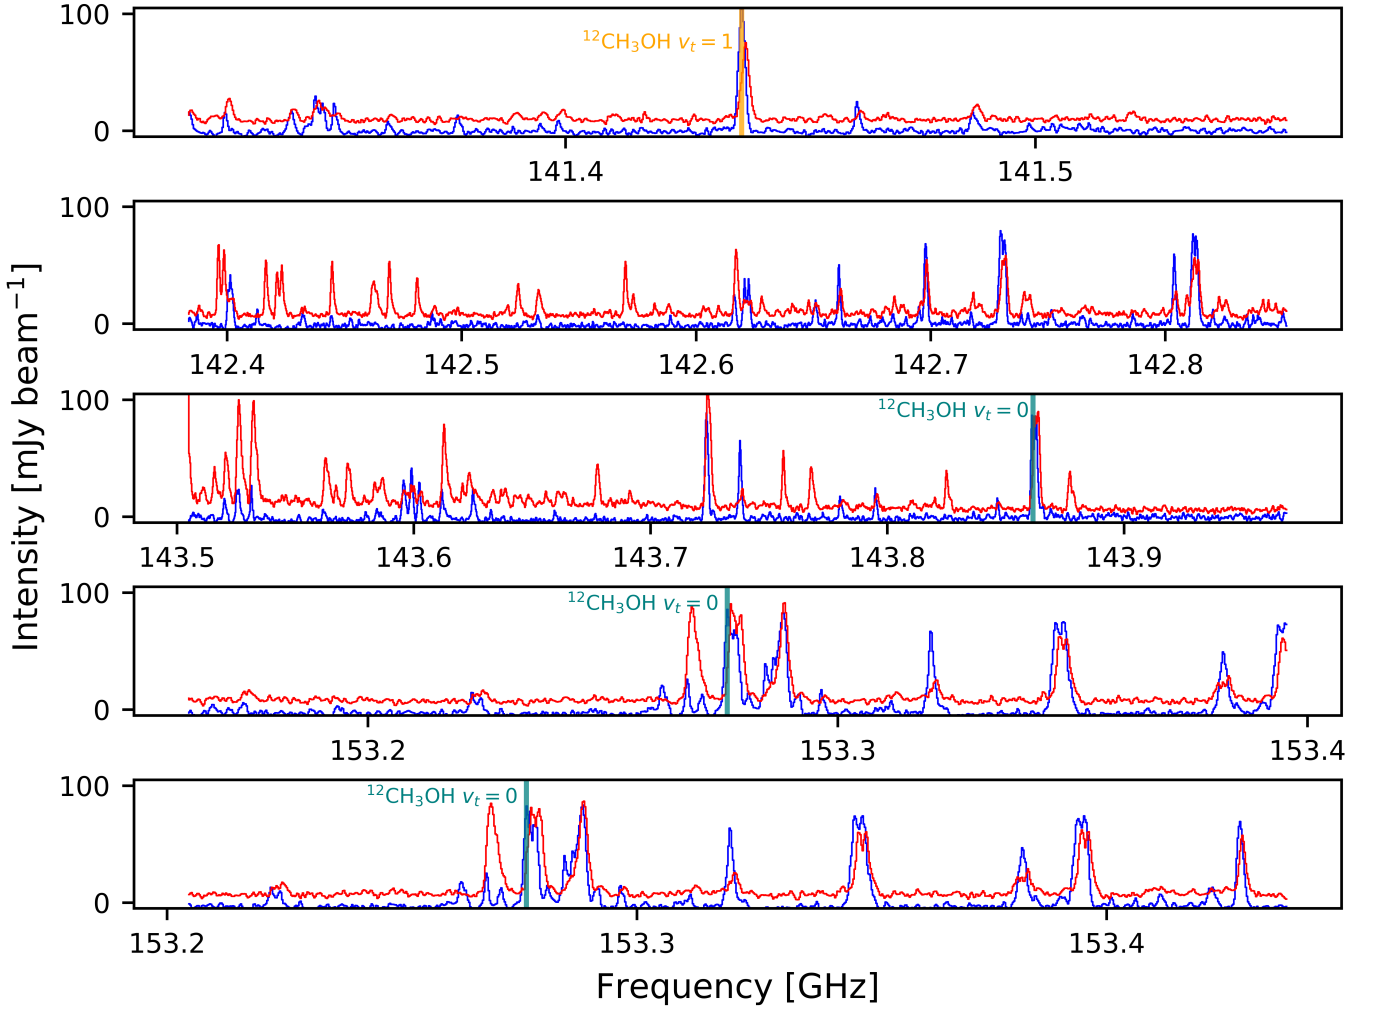 100
¹²CH₃OH vₜ = 1
0
141.4 141.5
100
0
142.4 142.5 142.6 142.7 142.8
100
¹²CH₃OH vₜ = 0
0
143.5 143.6 143.7 143.8 143.9
100
¹²CH₃OH vₜ = 0
0
153.2 153.3 153.4
100
¹²CH₃OH vₜ = 0
0
153.2 153.3 153.4
Frequency [GHz]
Intensity [mJy beam⁻¹]